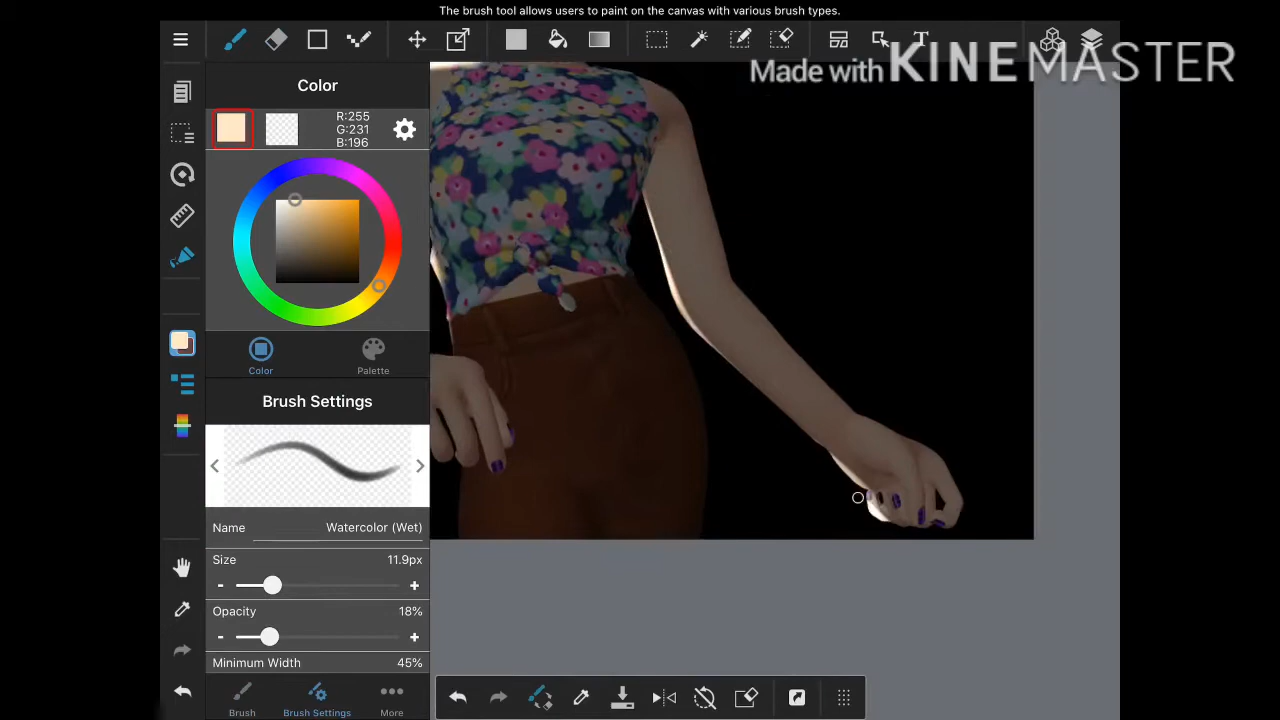 The brush tool allows users to paint on the canvas with various brush types.
T
Made with KINEMASTER
Color
R:255
G:231
B:196
Color
Palette
Brush Settings
Name
Watercolor (Wet)
Size
11.9px
-
+
Opacity
18%
-
+
Minimum Width
45%
Brush
Brush Settings
More